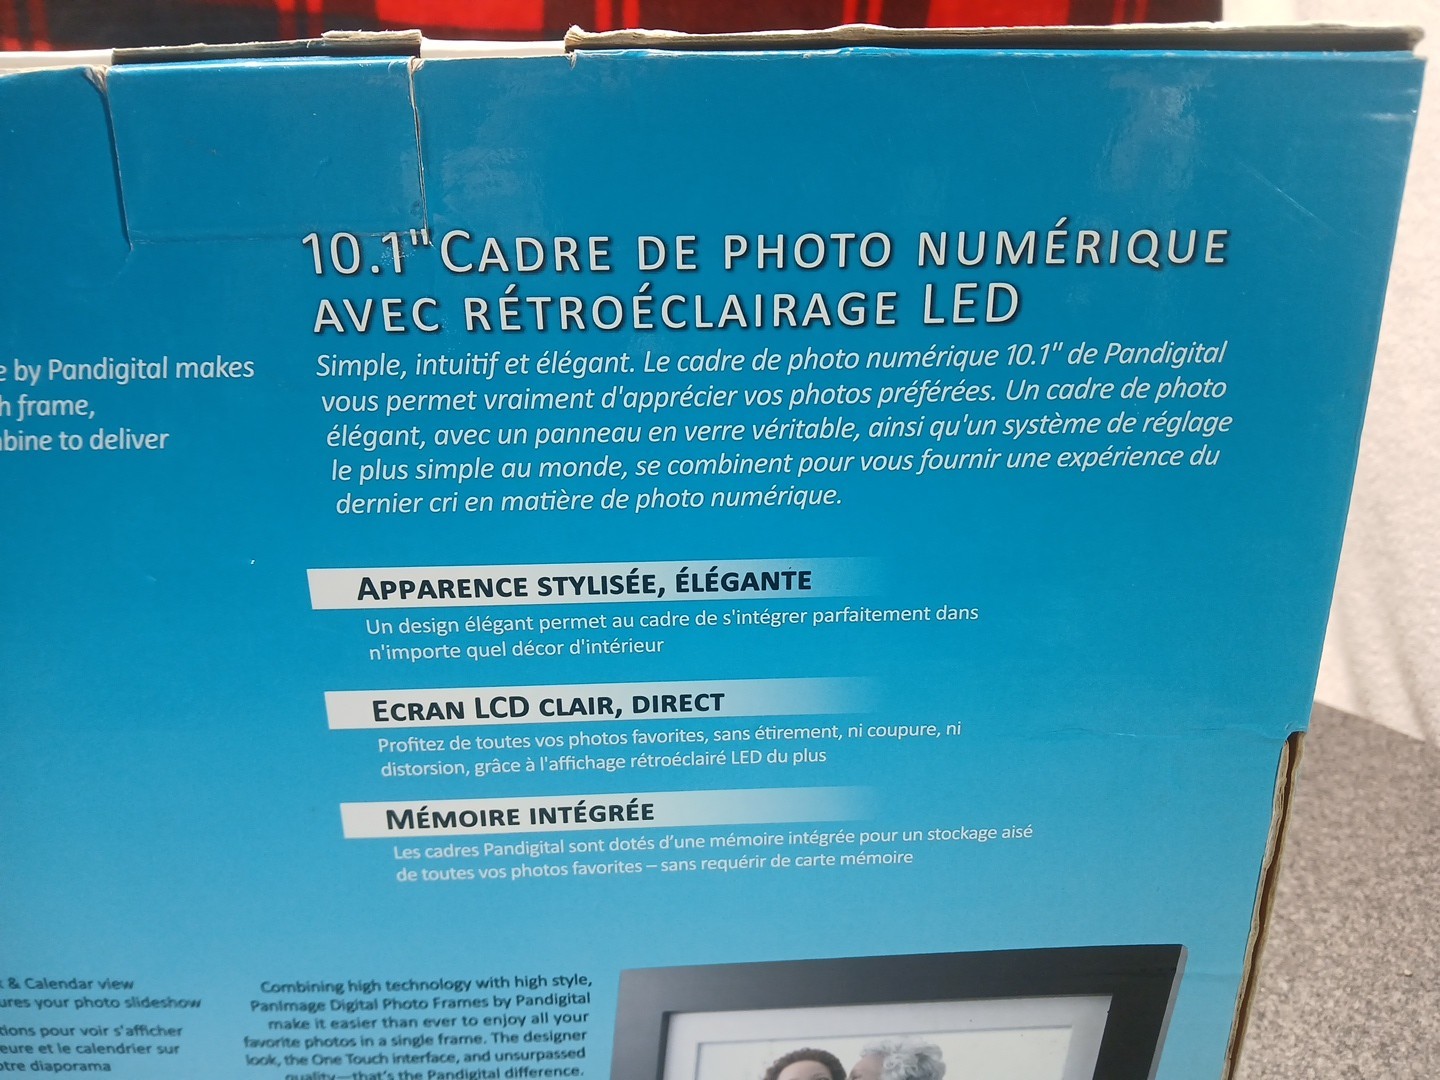 10.1" CADRE DE PHOTO NUMÉRIQUE
AVEC RÉTROÉCLAIRAGE LED
Simple, intuitif et élégant. Le cadre de photo numérique 10.1" de Pandigital
vous permet vraiment d'apprécier vos photos préférées. Un cadre de photo
élégant, avec un panneau en verre véritable, ainsi qu'un système de réglage
le plus simple au monde, se combinent pour vous fournir une expérience du
dernier cri en matière de photo numérique.
by Pandigital makes
frame,
to deliver
APPARENCE STYLISÉE, ÉLÉGANTE
Un design élégant permet au cadre de s'intégrer parfaitement dans
n'importe quel décor d'intérieur
ECRAN LCD CLAIR, DIRECT
Profitez de toutes vos photos favorites, sans étirement, ni coupure, ni
distorsion, grâce à l'affichage rétroéclairé LED du plus
MÉMOIRE INTÉGRÉE
Les cadres Pandigital sont dotés d'une mémoire intégrée pour un stockage aisé
de toutes vos photos favorites – sans requérir de carte mémoire
& Calendar view
your photo slideshow
pour voir s'afficher
et le calendrier sur
diaporama
Combining high technology with high style,
PanImage Digital Photo Frames by Pandigital
make it easier than ever to enjoy all your
favorite photos in a single frame. The designer
look, the One Touch interface, and unsurpassed
quality—that's the Pandigital difference.